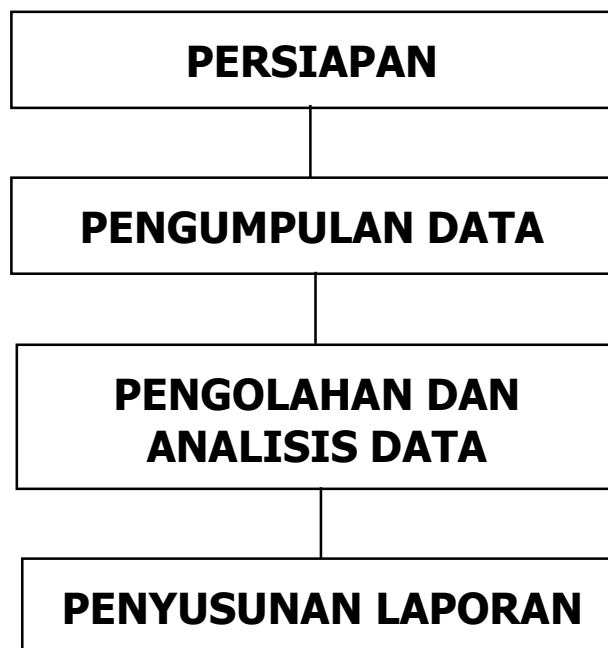 PERSIAPAN
PENGUMPULAN DATA
PENGOLAHAN DAN
ANALISIS DATA
PENYUSUNAN LAPORAN